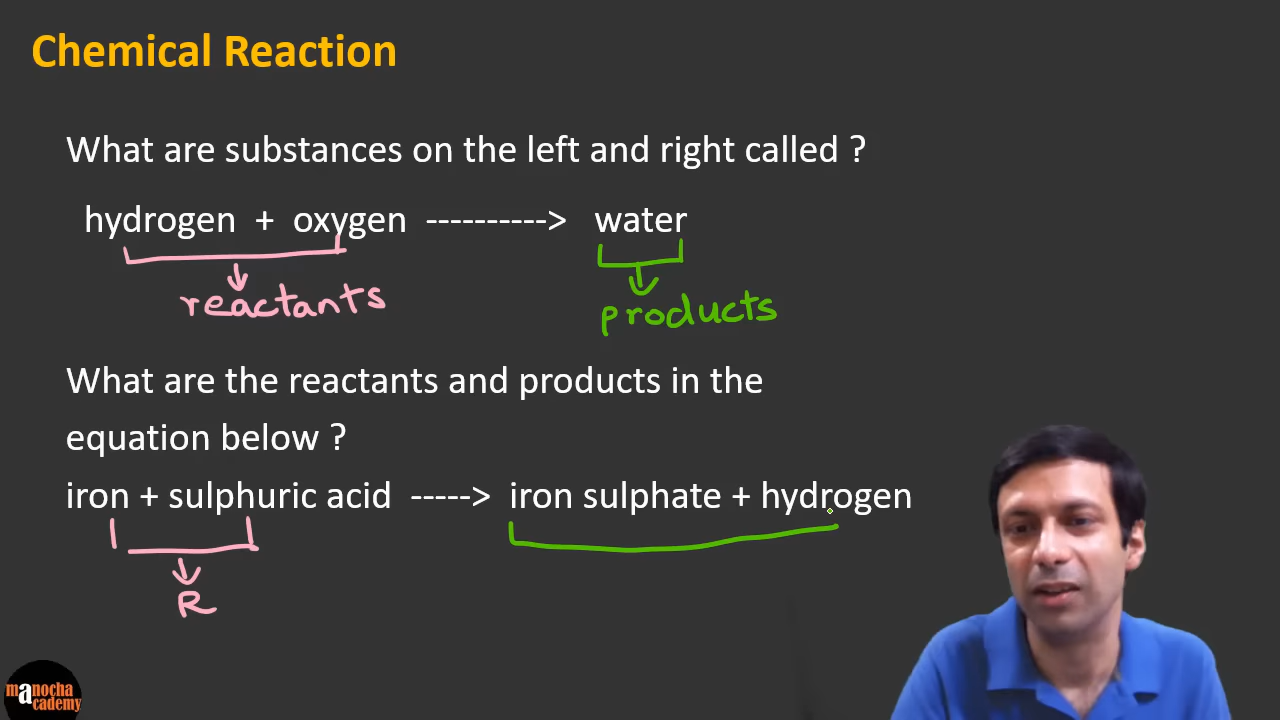 Chemical Reaction
What are substances on the left and right called ?
hydrogen + oxygen ----------> water
reactants products
What are the reactants and products in the
equation below ?
iron + sulphuric acid -----> iron sulphate + hydrogen
R
manocha
academy